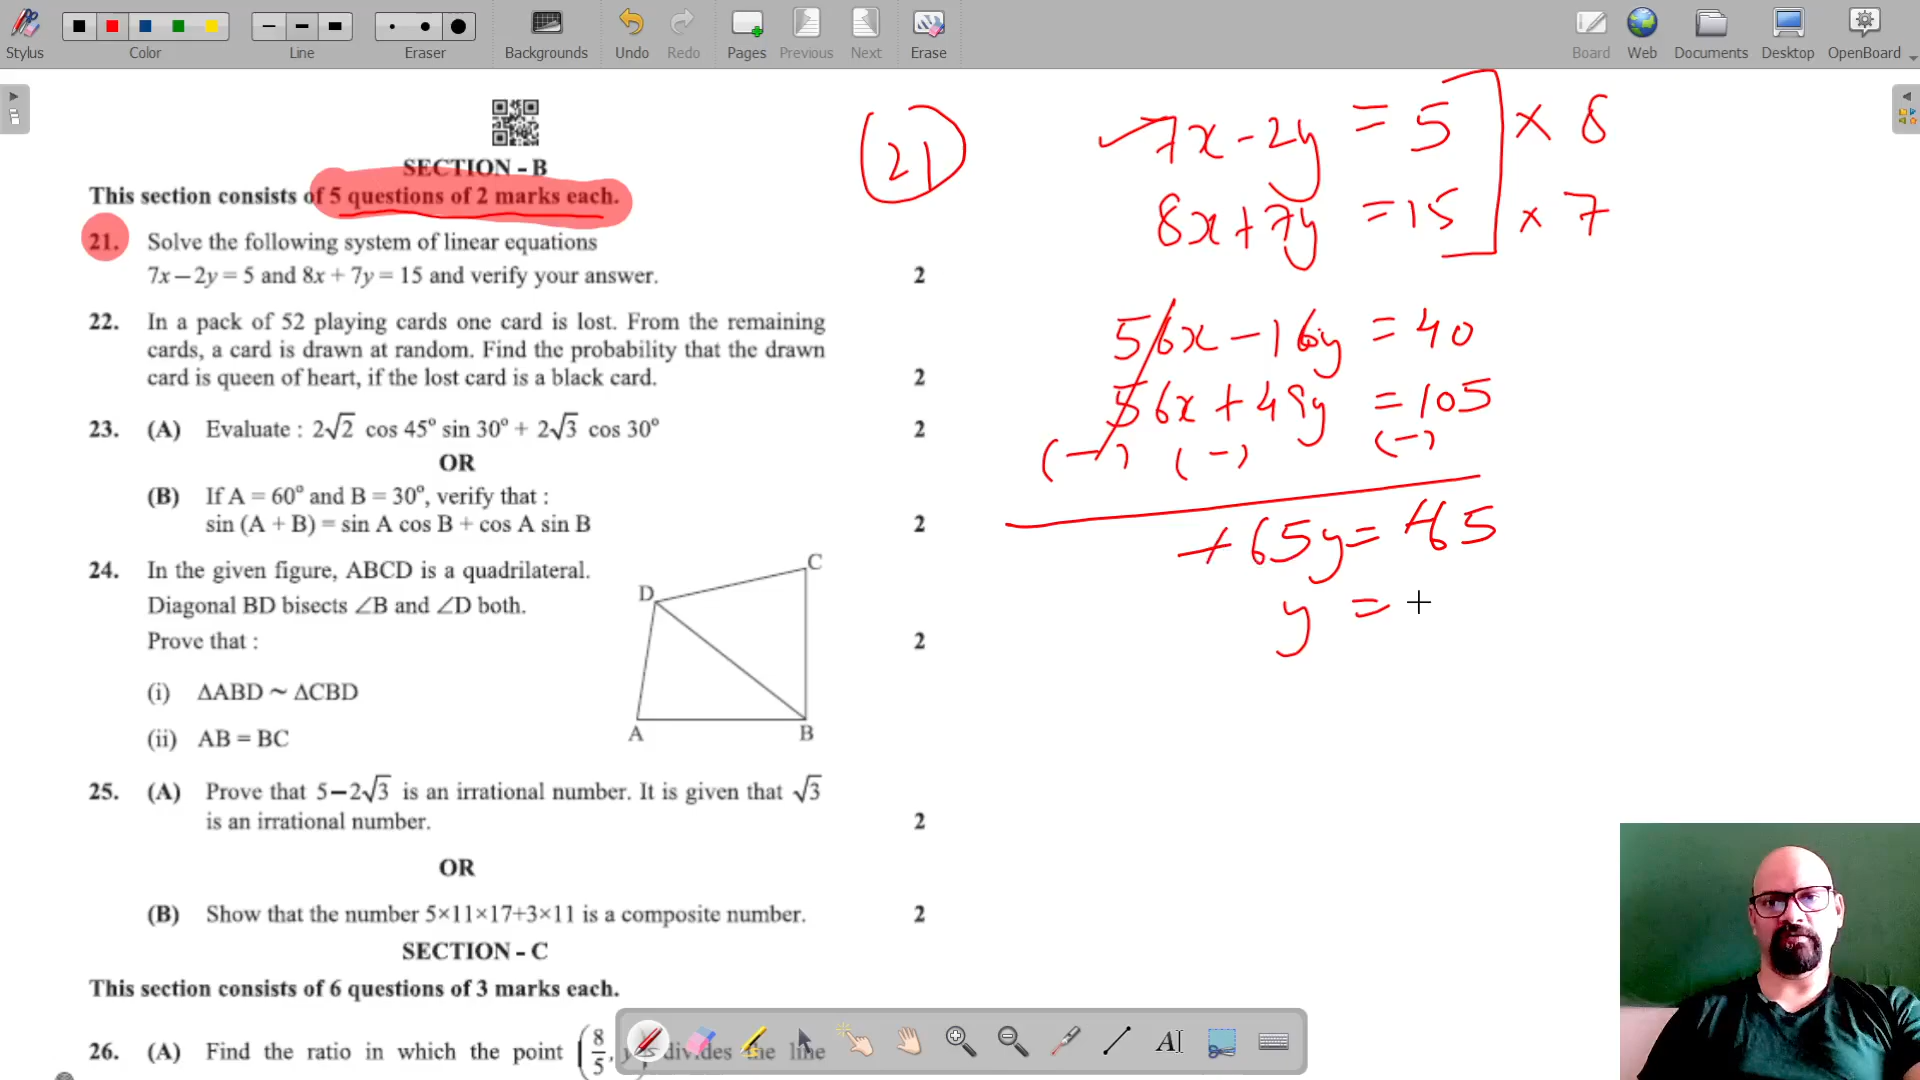 Stylus
Color
Line
Eraser
Backgrounds
Undo
Redo
Pages
Previous
Next
Erase
Board
Web
Documents
Desktop
OpenBoard
SECTION - B
This section consists of 5 questions of 2 marks each.
21. Solve the following system of linear equations
7x – 2y = 5 and 8x + 7y = 15 and verify your answer. 2
22. In a pack of 52 playing cards one card is lost. From the remaining
cards, a card is drawn at random. Find the probability that the drawn
card is queen of heart, if the lost card is a black card. 2
23. (A) Evaluate : 2√2 cos 45° sin 30° + 2√3 cos 30° 2
OR
(B) If A = 60° and B = 30°, verify that :
sin (A + B) = sin A cos B + cos A sin B 2
24. In the given figure, ABCD is a quadrilateral.
Diagonal BD bisects ∠B and ∠D both.
Prove that : 2
(i) ΔABD ~ ΔCBD
(ii) AB = BC
D
C
A
B
25. (A) Prove that 5–2√3 is an irrational number. It is given that √3
is an irrational number. 2
OR
(B) Show that the number 5×11×17+3×11 is a composite number. 2
SECTION - C
This section consists of 6 questions of 3 marks each.
26. (A) Find the ratio in which the point (8/5, y) divides the line
21
7x - 2y = 5 × 8
8x + 7y = 15 × 7
56x - 16y = 40
56x + 49y = 105
(-) (-) (-)
+65y = +65
y =